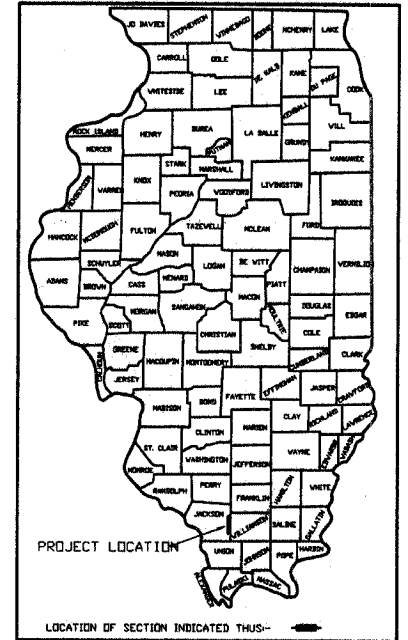 JO DAVIES STEPHENSON WINNEBAGO BOONE MCHENRY LAKE
CARROLL OGLE DE KALB KANE DU PAGE COOK
WHITESIDE LEE KENDALL WILL
ROCK ISLAND HENRY BUREA LA SALLE GRUNDY
MERCER STARK PUTNAM MARSHALL KANKAKEE
HENDERSON WARREN KNOX PEORIA WOODFORD LIVINGSTON IROQUOIS
HANCOCK MCDONOUGH FULTON TAZEWELL MCLEAN FORD
SCHUYLER MASON LOGAN DE WITT CHAMPAIGN VERMILIO
ADAMS BROWN CASS MENARD MACON PIATT
PIKE SCOTT MORGAN SANGAMON MOULTRIE DOUGLAS EDGAR
CHRISTIAN COLE
GREENE MACOUPIN MONTGOMERY SHELBY CUMBERLAND CLARK
CALHOUN JERSEY
MADISON BOND FAYETTE EFFINGHAM JASPER CRAWFORD
CLINTON MARION CLAY RICHLAND LAWRENCE
ST. CLAIR WASHINGTON JEFFERSON WAYNE EDWARDS WABASH
MONROE
RANDOLPH PERRY FRANKLIN HAMILTON WHITE
JACKSON WILLIAMSON SALINE GALLATIN
PROJECT LOCATION
UNION JOHNSON POPE HARDIN
ALEXANDER PULASKI MASSAC
LOCATION OF SECTION INDICATED THUS:-